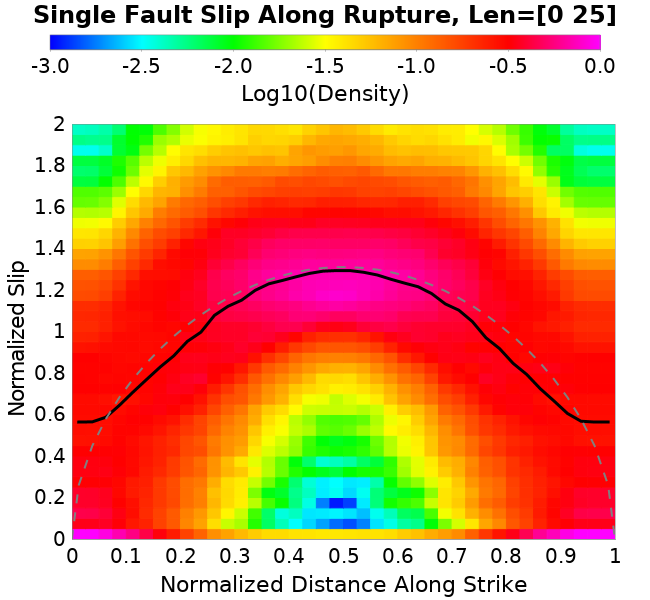 Single Fault Slip Along Rupture, Len=[0 25]
-3.0 -2.5 -2.0 -1.5 -1.0 -0.5 0.0
Log10(Density)
2
1.8
1.6
1.4
1.2
1
0.8
0.6
0.4
0.2
0
Normalized Slip
0 0.1 0.2 0.3 0.4 0.5 0.6 0.7 0.8 0.9 1
Normalized Distance Along Strike